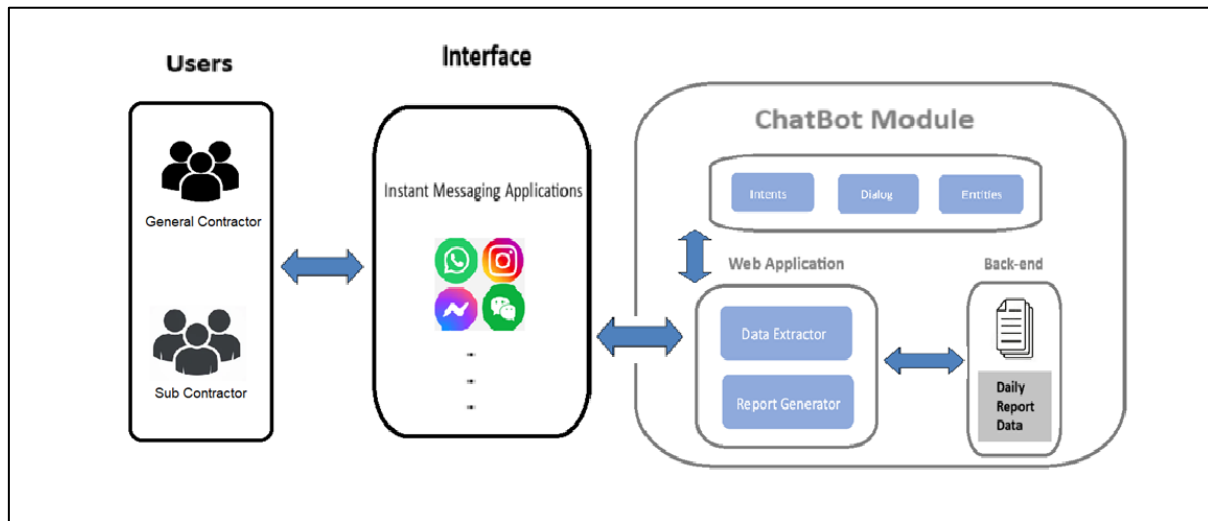 Users
General Contractor
Sub Contractor
Interface
Instant Messaging Applications
ChatBot Module
Intents
Dialog
Entities
Web Application
Data Extractor
Report Generator
Back-end
Daily
Report
Data